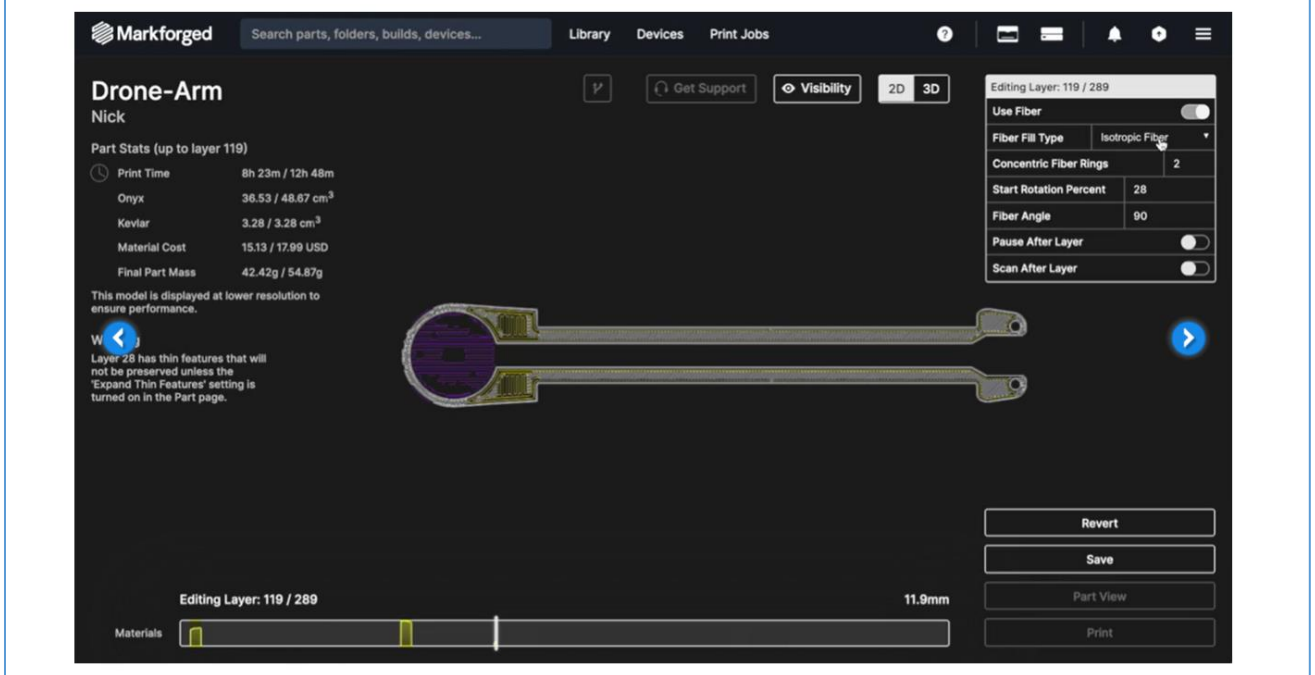 Markforged
Search parts, folders, builds, devices...
Library Devices Print Jobs
?
Drone-Arm
Nick
Get Support
Visibility
2D 3D
Part Stats (up to layer 119)
Print Time 8h 23m / 12h 48m
Onyx 36.53 / 48.67 cm³
Kevlar 3.28 / 3.28 cm³
Material Cost 15.13 / 17.99 USD
Final Part Mass 42.42g / 54.87g
This model is displayed at lower resolution to
ensure performance.
W g
Layer 28 has thin features that will
not be preserved unless the
'Expand Thin Features' setting is
turned on in the Part page.
Editing Layer: 119 / 289
Use Fiber
Fiber Fill Type Isotropic Fiber
Concentric Fiber Rings 2
Start Rotation Percent 28
Fiber Angle 90
Pause After Layer
Scan After Layer
Revert
Save
Part View
Print
Editing Layer: 119 / 289 11.9mm
Materials